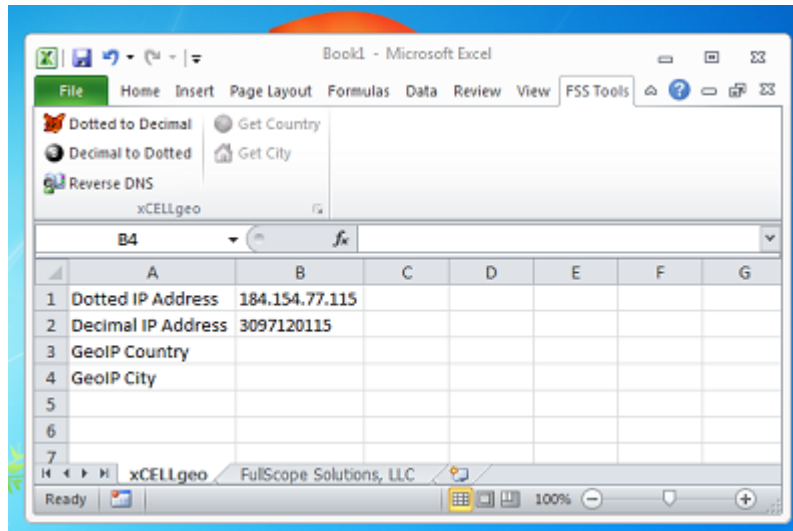 Book1 - Microsoft Excel
File Home Insert Page Layout Formulas Data Review View FSS Tools
Dotted to Decimal Get Country
Decimal to Dotted Get City
Reverse DNS
xCELLgeo
B4 fx
A B C D E F G
1 Dotted IP Address 184.154.77.115
2 Decimal IP Address 3097120115
3 GeoIP Country
4 GeoIP City
5
6
7
xCELLgeo FullScope Solutions, LLC
Ready 100%